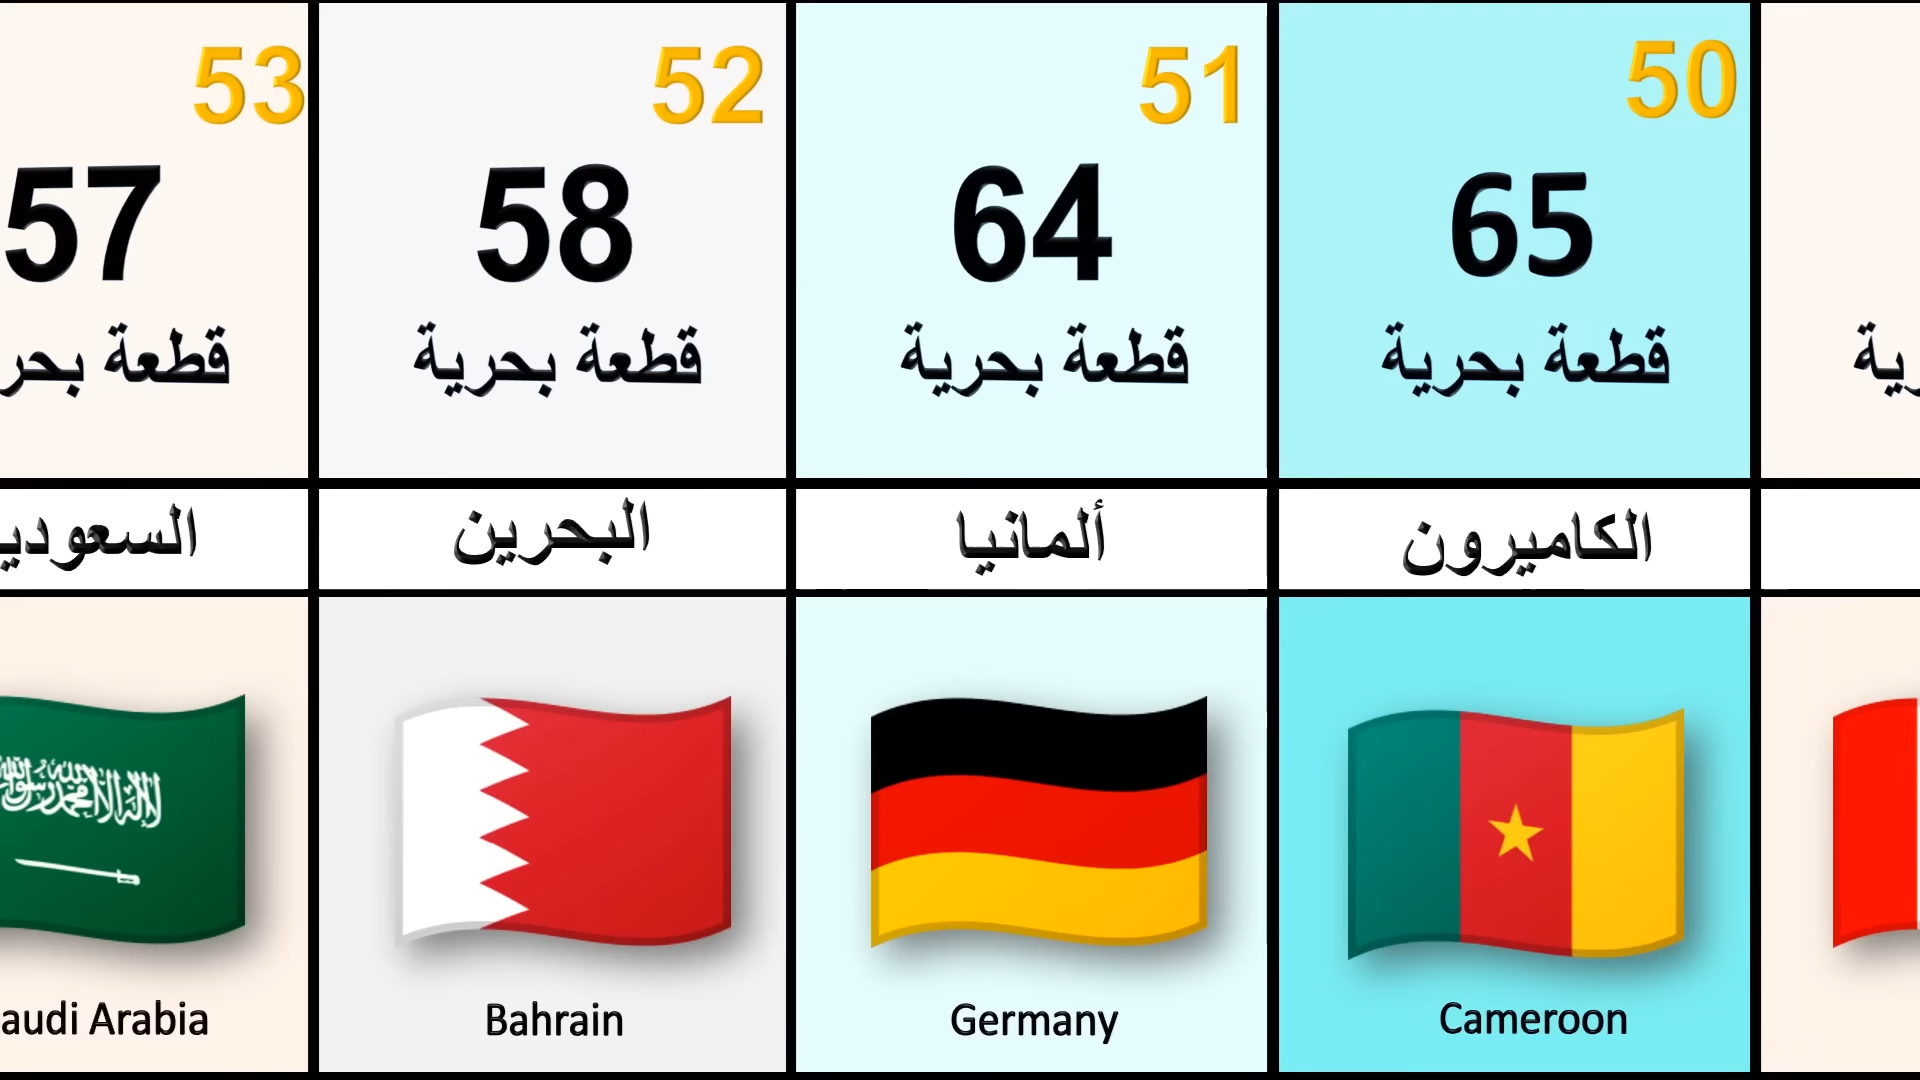 53
57
قطعة بحر
السعودي
audi Arabia
52
58
قطعة بحرية
البحرين
Bahrain
51
64
قطعة بحرية
ألمانيا
Germany
50
65
قطعة بحرية
الكاميرون
Cameroon
رية